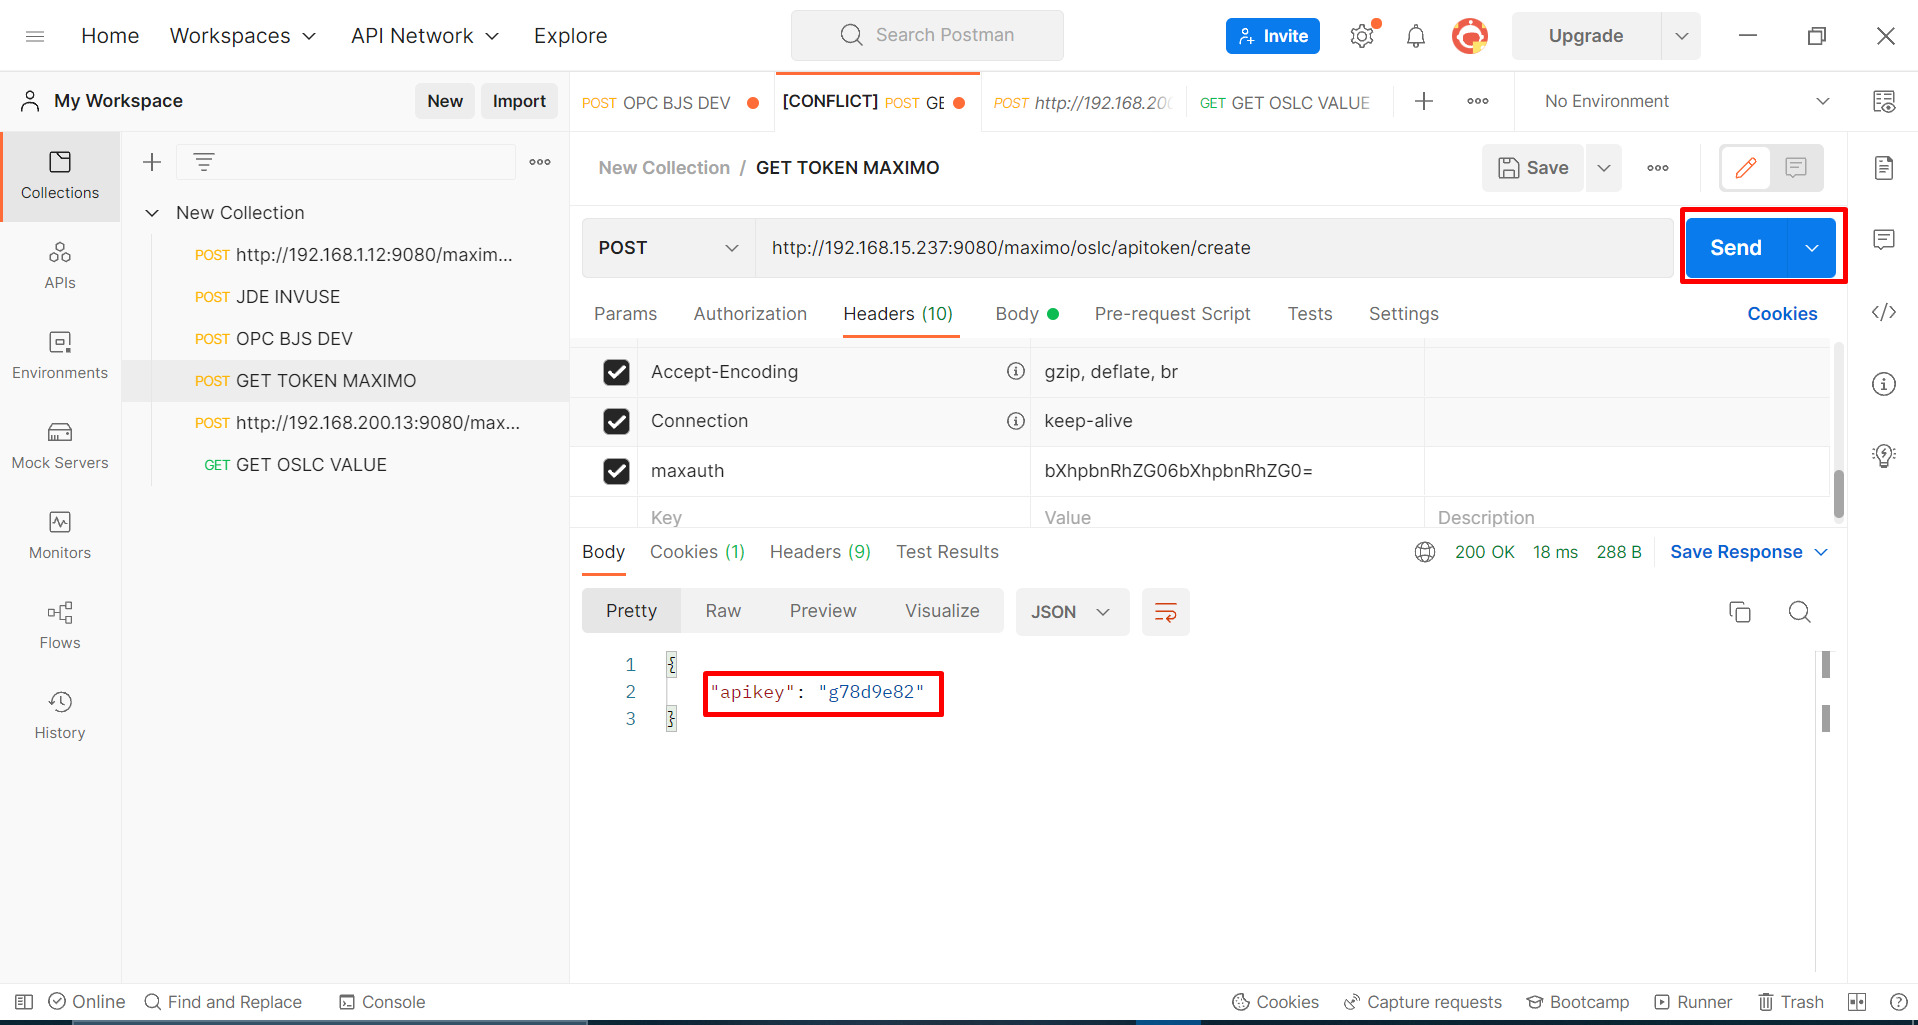 Home Workspaces API Network Explore Search Postman Invite Upgrade
My Workspace New Import
POST OPC BJS DEV [CONFLICT] POST GE POST http://192.168.20 GET GET OSLC VALUE No Environment
New Collection / GET TOKEN MAXIMO Save
Collections
APIs
Environments
Mock Servers
Monitors
Flows
History
New Collection
POST http://192.168.1.12:9080/maxim...
POST JDE INVUSE
POST OPC BJS DEV
POST GET TOKEN MAXIMO
POST http://192.168.200.13:9080/max...
GET GET OSLC VALUE
POST http://192.168.15.237:9080/maximo/oslc/apitoken/create Send
Params Authorization Headers (10) Body Pre-request Script Tests Settings Cookies
Accept-Encoding gzip, deflate, br
Connection keep-alive
maxauth bXhpbnRhZG06bXhpbnRhZG0=
Key Value Description
Body Cookies (1) Headers (9) Test Results 200 OK 18 ms 288 B Save Response
Pretty Raw Preview Visualize JSON
1 {
2 "apikey": "g78d9e82"
3 }
Online Find and Replace Console Cookies Capture requests Bootcamp Runner Trash